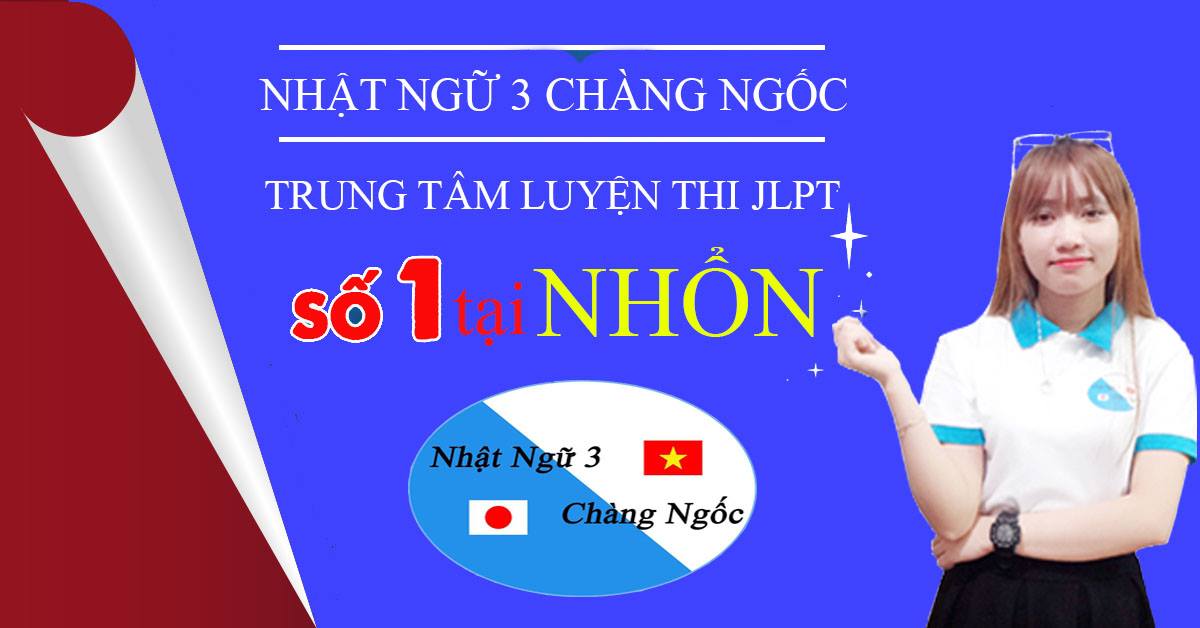 NHẬT NGỮ 3 CHÀNG NGỐC
TRUNG TÂM LUYỆN THI JLPT
số 1 tại NHỔN
Nhật Ngữ 3
Chàng Ngốc